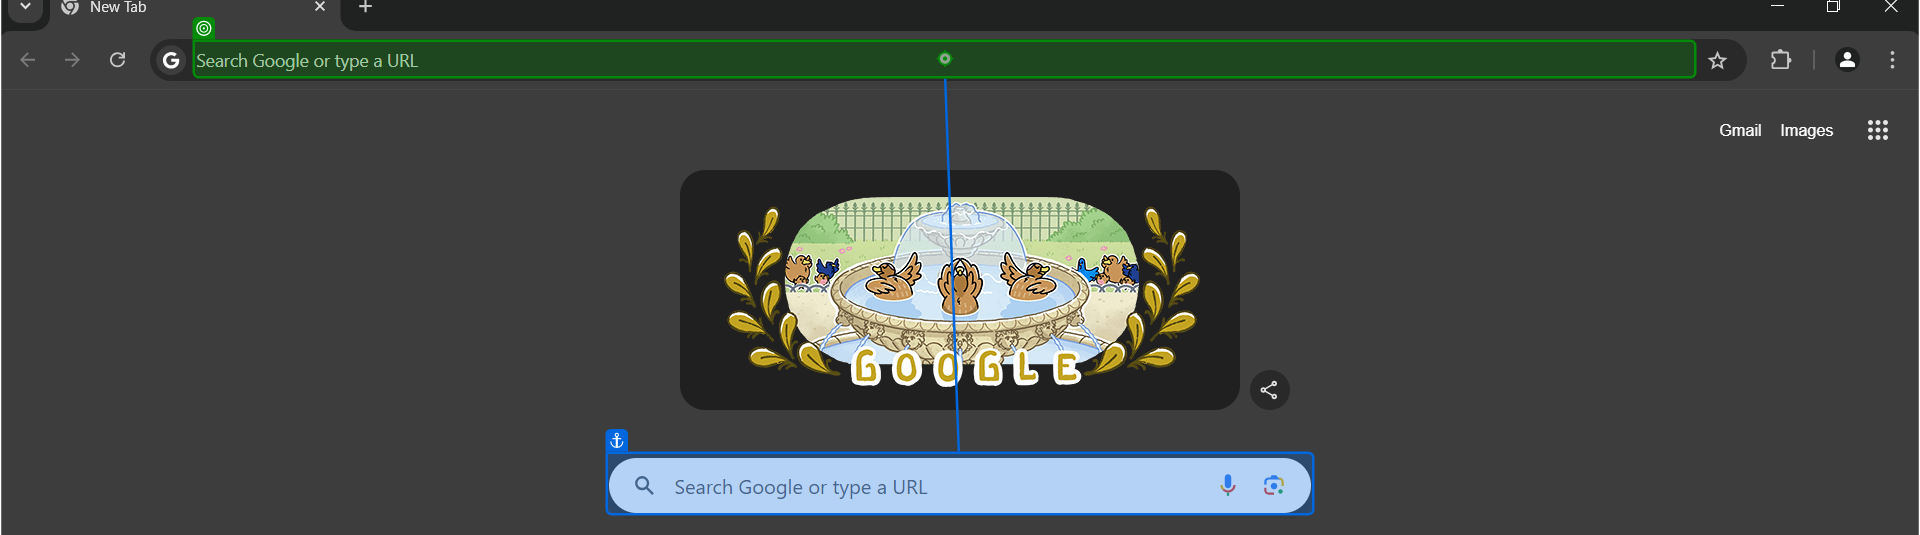 New Tab
Search Google or type a URL
Gmail Images
GOOGLE
Search Google or type a URL